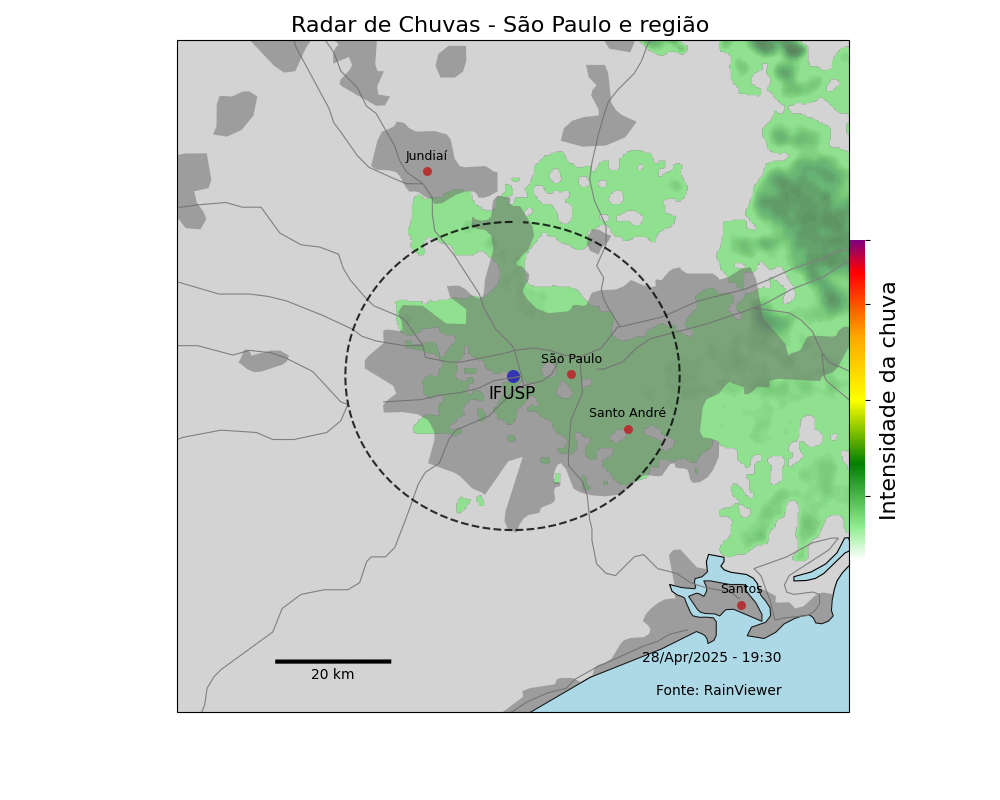 Radar de Chuvas - São Paulo e região
Jundiaí
São Paulo
IFUSP
Santo André
Intensidade da chuva
Santos
28/Apr/2025 - 19:30
20 km
Fonte: RainViewer